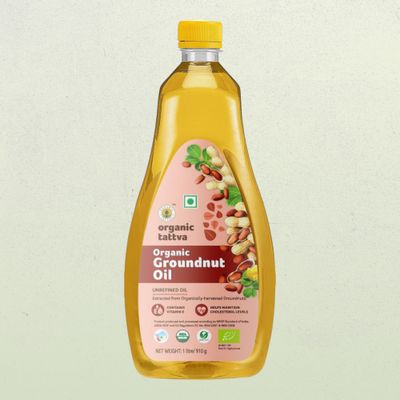 organic
tattva
Organic
Groundnut
Oil
UNREFINED OIL
Extracted from Organically Harvested Groundnuts
CONTAINS
VITAMIN E
HELPS MAINTAIN
CHOLESTEROL LEVELS
NET WEIGHT: 1 litre/ 910 g